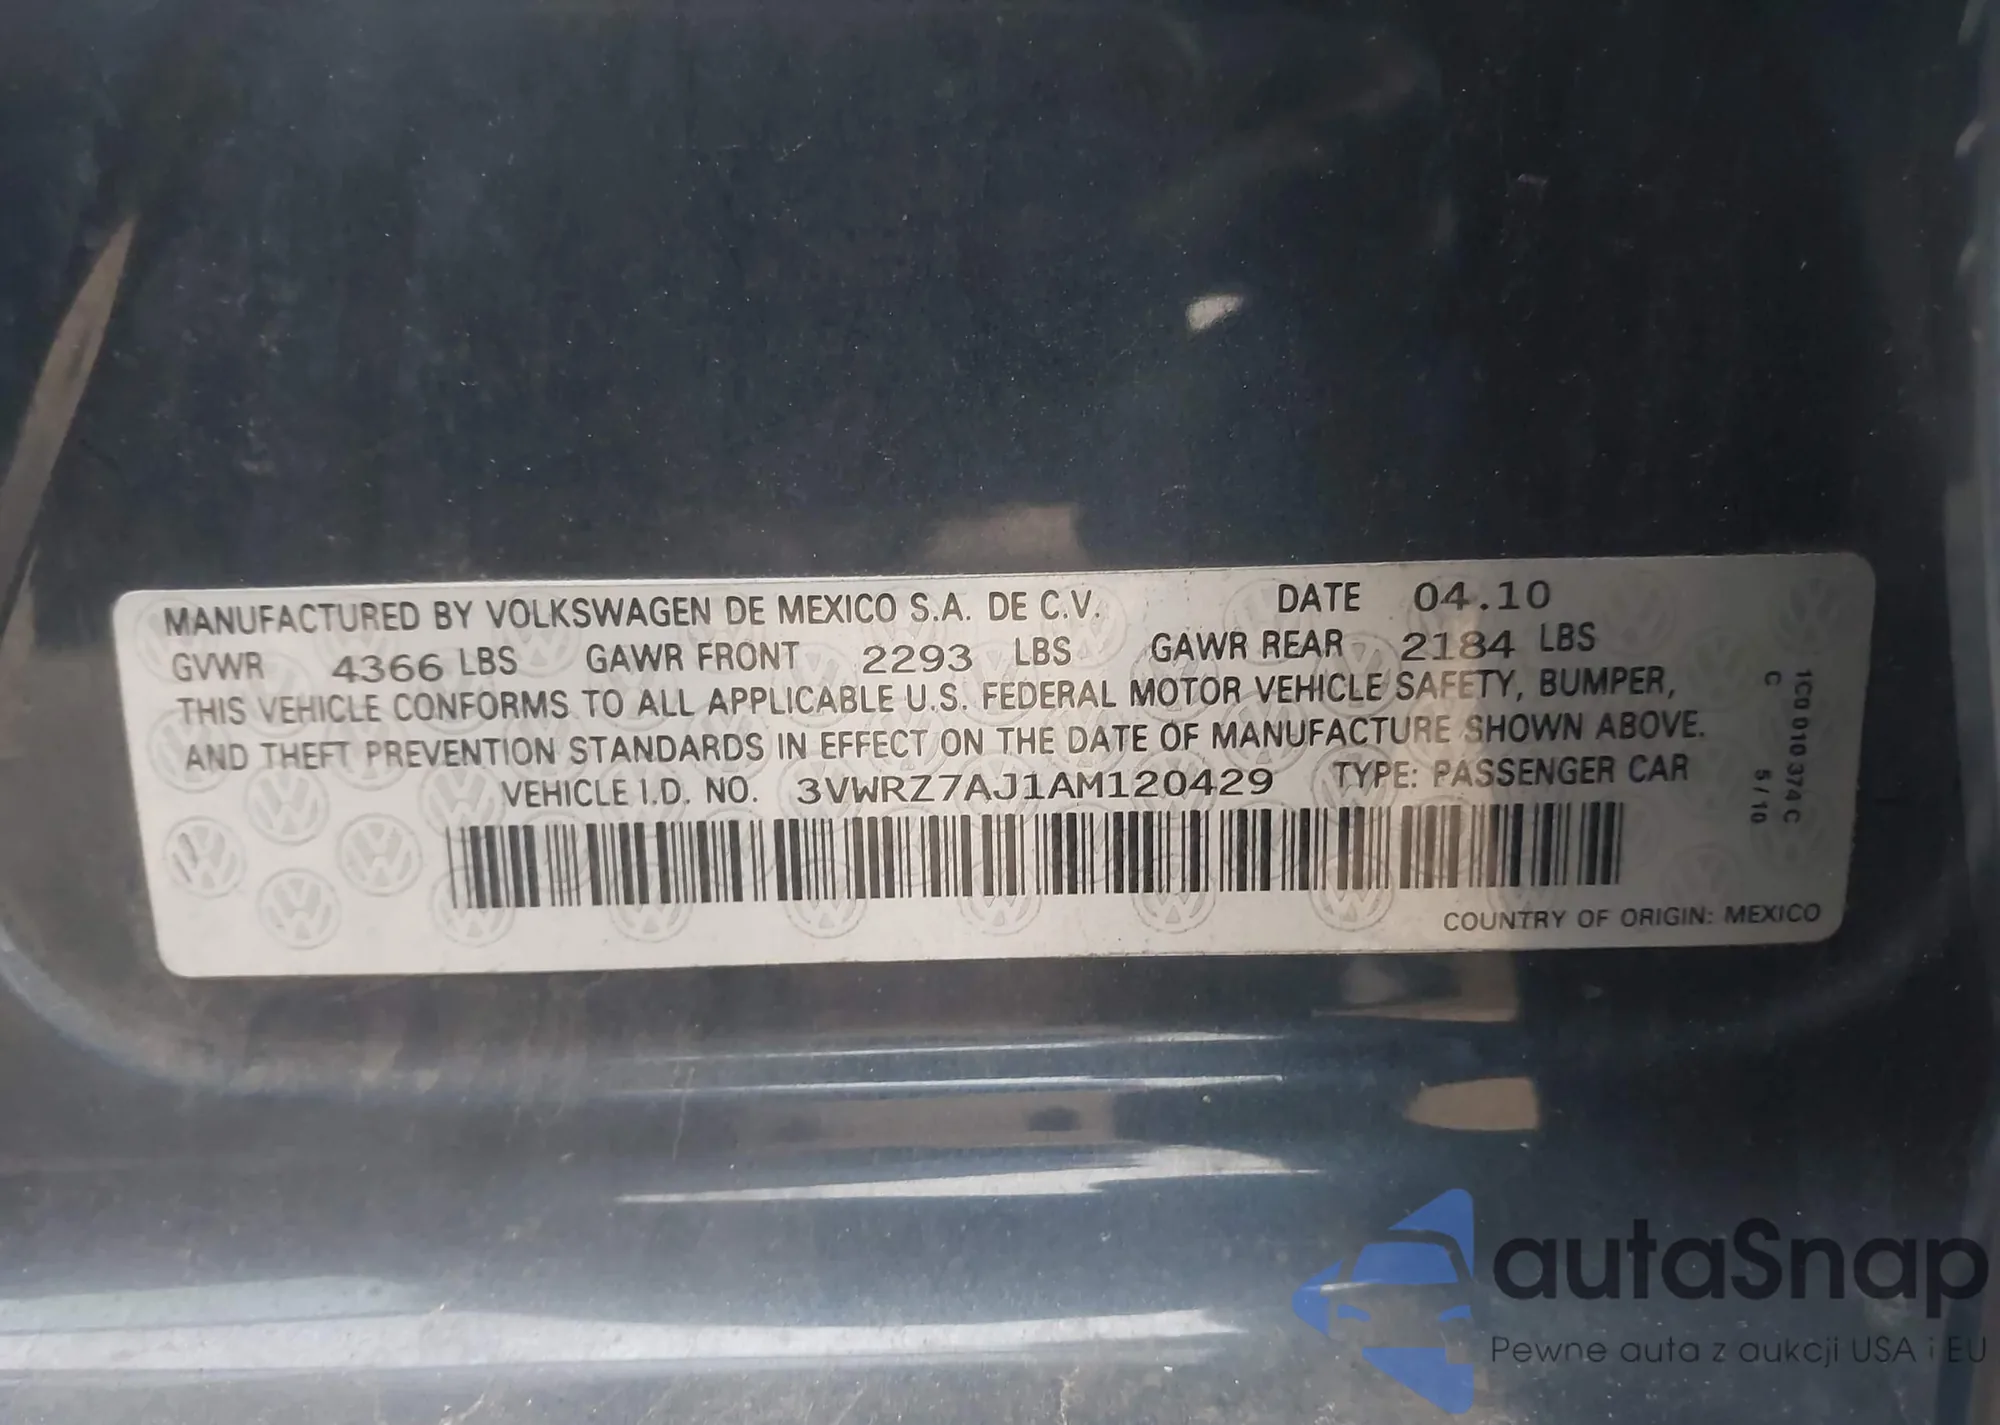 MANUFACTURED BY VOLKSWAGEN DE MEXICO S.A. DE C.V. DATE 04.10
GVWR 4366 LBS GAWR FRONT 2293 LBS GAWR REAR 2184 LBS
THIS VEHICLE CONFORMS TO ALL APPLICABLE U.S. FEDERAL MOTOR VEHICLE SAFETY, BUMPER,
AND THEFT PREVENTION STANDARDS IN EFFECT ON THE DATE OF MANUFACTURE SHOWN ABOVE.
VEHICLE I.D. NO. 3VWRZ7AJ1AM120429 TYPE: PASSENGER CAR
COUNTRY OF ORIGIN: MEXICO
1C0 010 374 C
C 5/10
autaSnap
Pewne auta z aukcji USA i EU